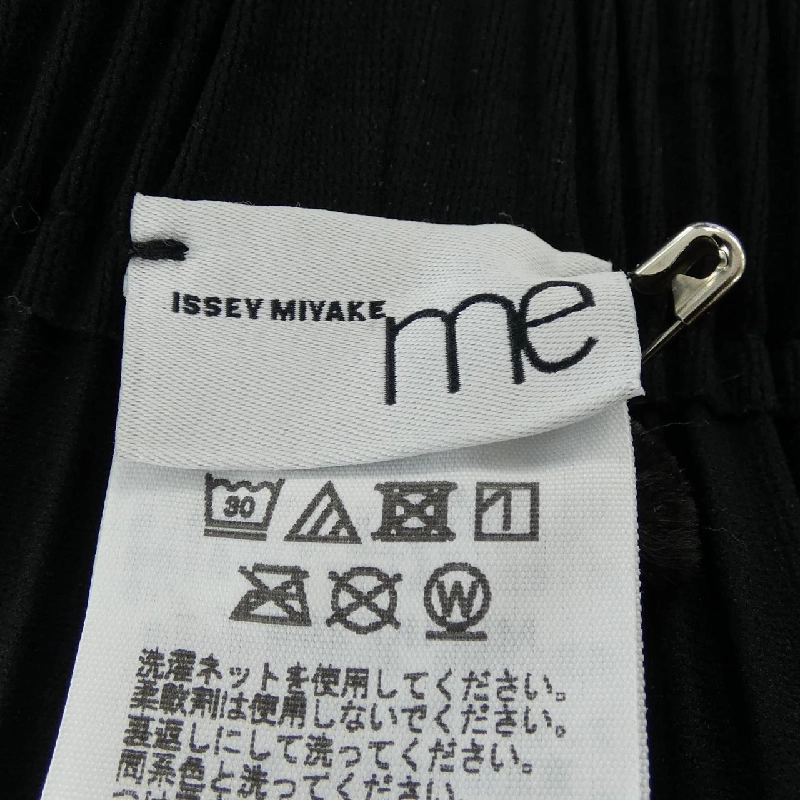 ISSEY MIYAKE me
30
W
洗濯ネットを使用してください。
柔軟剤は使用しないでください。
裏返しにして洗ってください。
同系色と洗ってください